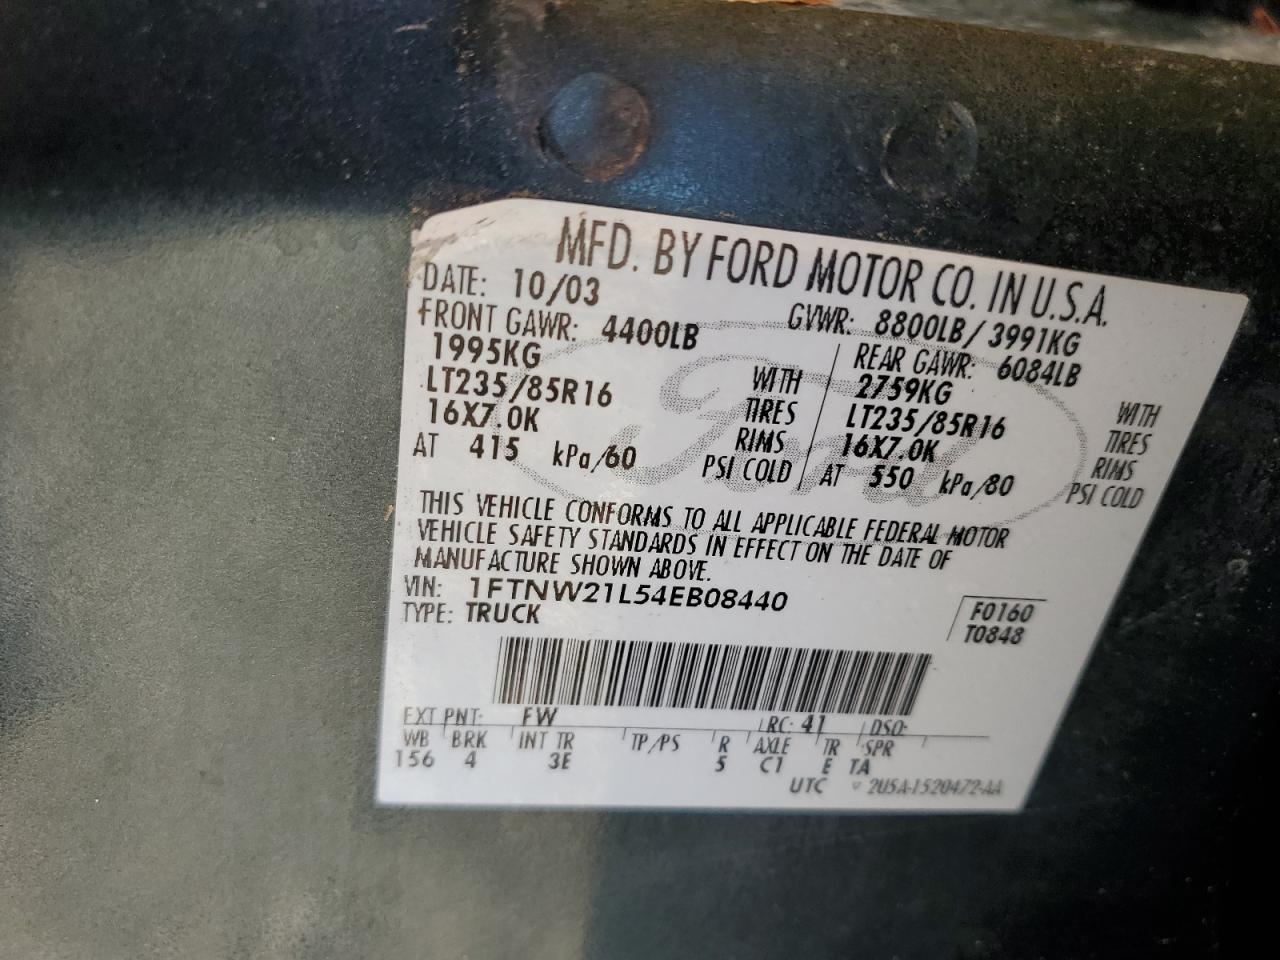 MFD. BY FORD MOTOR CO. IN U.S.A.
DATE: 10/03 GVWR: 8800LB/ 3991KG
FRONT GAWR: 4400LB REAR GAWR: 6084LB
1995KG WITH 2759KG WITH
LT235/85R16 TIRES LT235/85R16 TIRES
16X7.0K RIMS 16X7.0K RIMS
AT 415 kPa/60 PSI COLD AT 550 kPa/80 PSI COLD
Ford
THIS VEHICLE CONFORMS TO ALL APPLICABLE FEDERAL MOTOR
VEHICLE SAFETY STANDARDS IN EFFECT ON THE DATE OF
MANUFACTURE SHOWN ABOVE.
VIN: 1FTNW21L54EB08440
TYPE: TRUCK
F0160
T0848
EXT PNT: FW RC: 41 DSO:
WB BRK INT TR TP/PS R AXLE TR SPR
156 4 3E 5 C1 E TA
UTC 2U5A-1520472-AA